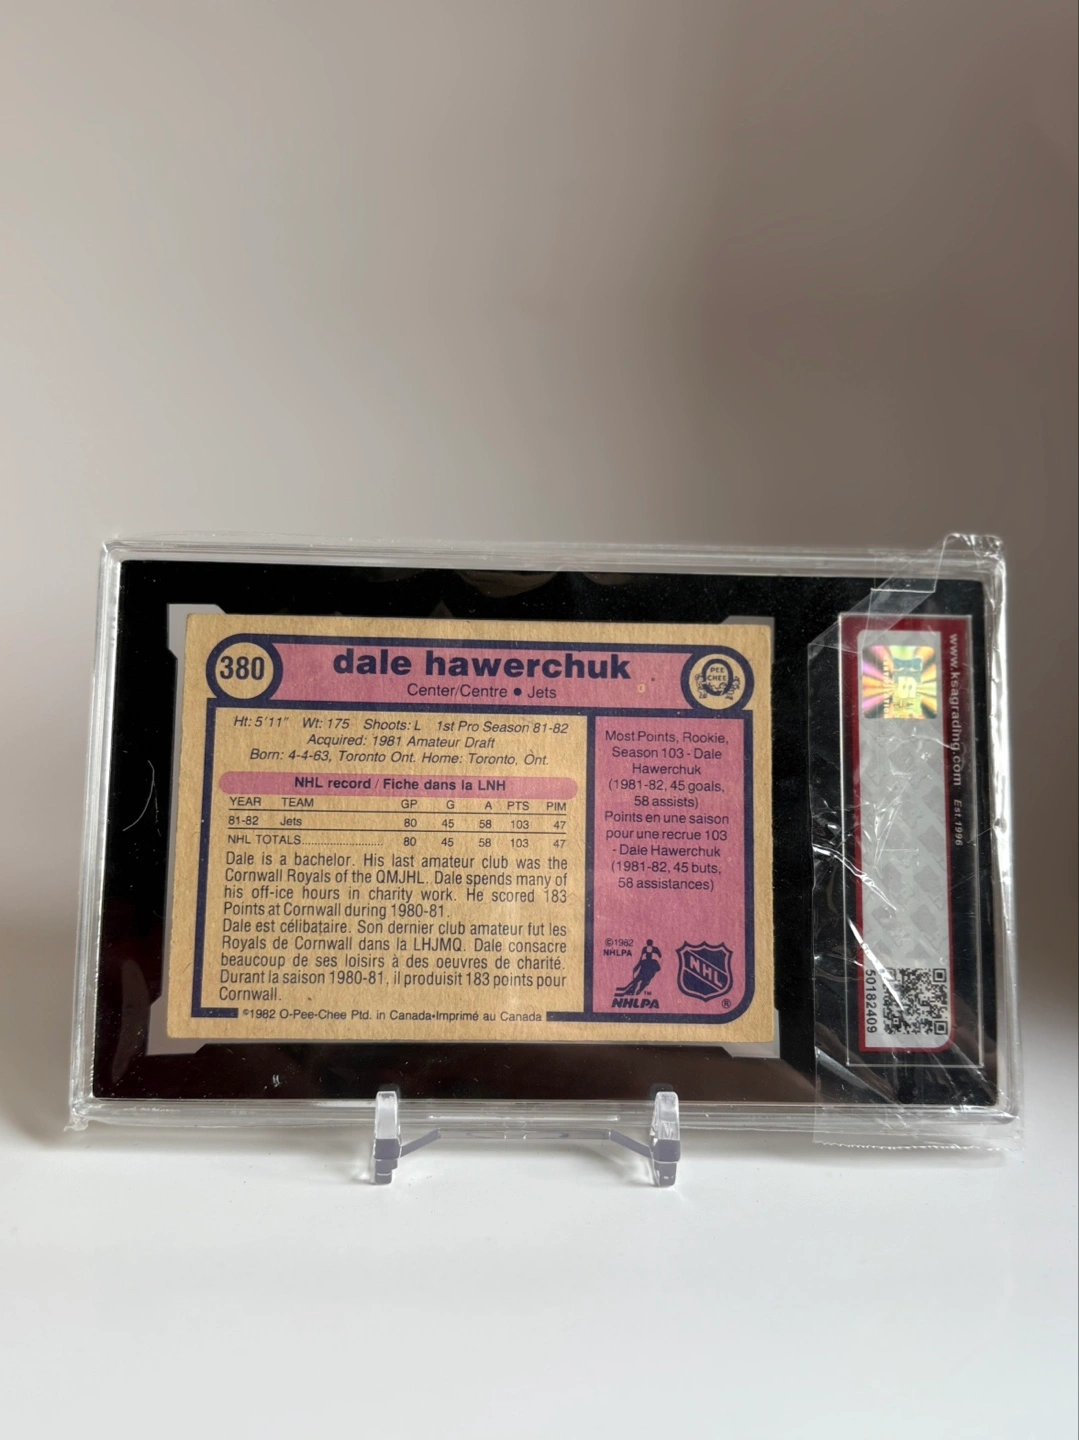 380
dale hawerchuk
Center/Centre • Jets
PEE
CHEE
Ht: 5'11" Wt: 175 Shoots: L 1st Pro Season 81-82
Acquired: 1981 Amateur Draft
Born: 4-4-63, Toronto Ont. Home: Toronto, Ont.
NHL record / Fiche dans la LNH
YEAR TEAM GP G A PTS PIM
81-82 Jets 80 45 58 103 47
NHL TOTALS........................... 80 45 58 103 47
Dale is a bachelor. His last amateur club was the
Cornwall Royals of the QMJHL. Dale spends many of
his off-ice hours in charity work. He scored 183
Points at Cornwall during 1980-81.
Dale est célibataire. Son dernier club amateur fut les
Royals de Cornwall dans la LHJMQ. Dale consacre
beaucoup de ses loisirs à des oeuvres de charité.
Durant la saison 1980-81, il produisit 183 points pour
Cornwall.
©1982 O-Pee-Chee Ptd. in Canada•Imprimé au Canada
Most Points, Rookie,
Season 103 - Dale
Hawerchuk
(1981-82, 45 goals,
58 assists)
Points en une saison
pour une recrue 103
- Dale Hawerchuk
(1981-82, 45 buts,
58 assistances)
©1982
NHLPA
™
NHLPA
NHL
®
www.ksagrading.com Est. 1996
50182409